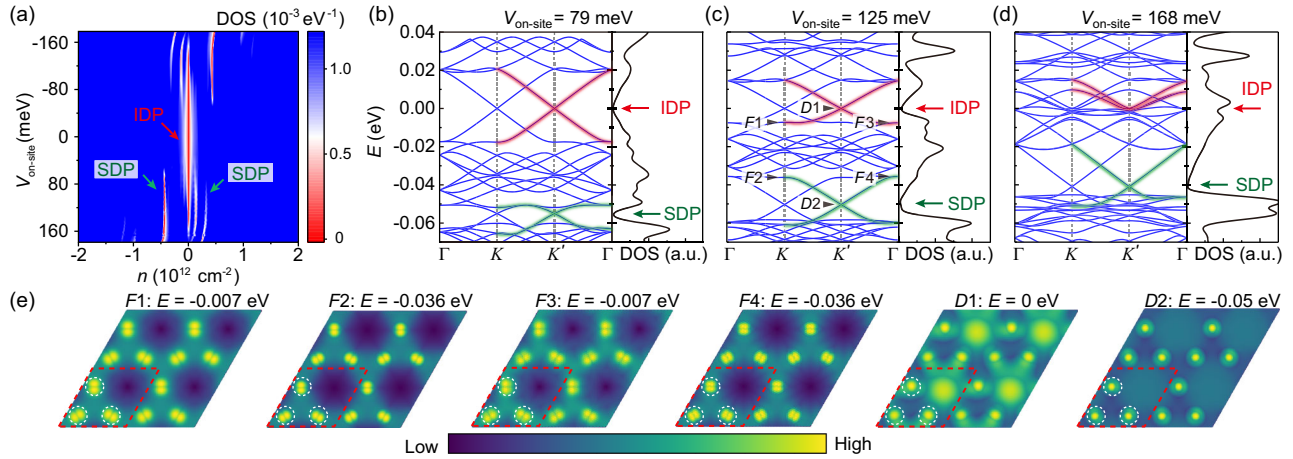 (a)
DOS (10⁻³ eV⁻¹)
-160
-80
0
80
160
V_on-site (meV)
IDP
SDP
SDP
-2
-1
0
1
2
n (10¹² cm⁻²)
1.0
0.5
0
(b)
V_on-site = 79 meV
0.04
0.02
0.00
-0.02
-0.04
-0.06
E (eV)
IDP
SDP
Γ
K
K′
Γ
DOS (a.u.)
(c)
V_on-site = 125 meV
D1
IDP
F1
F3
F2
F4
D2
SDP
Γ
K
K′
Γ
DOS (a.u.)
(d)
V_on-site = 168 meV
IDP
SDP
Γ
K
K′
Γ
DOS (a.u.)
(e)
F1: E = -0.007 eV
F2: E = -0.036 eV
F3: E = -0.007 eV
F4: E = -0.036 eV
D1: E = 0 eV
D2: E = -0.05 eV
Low
High